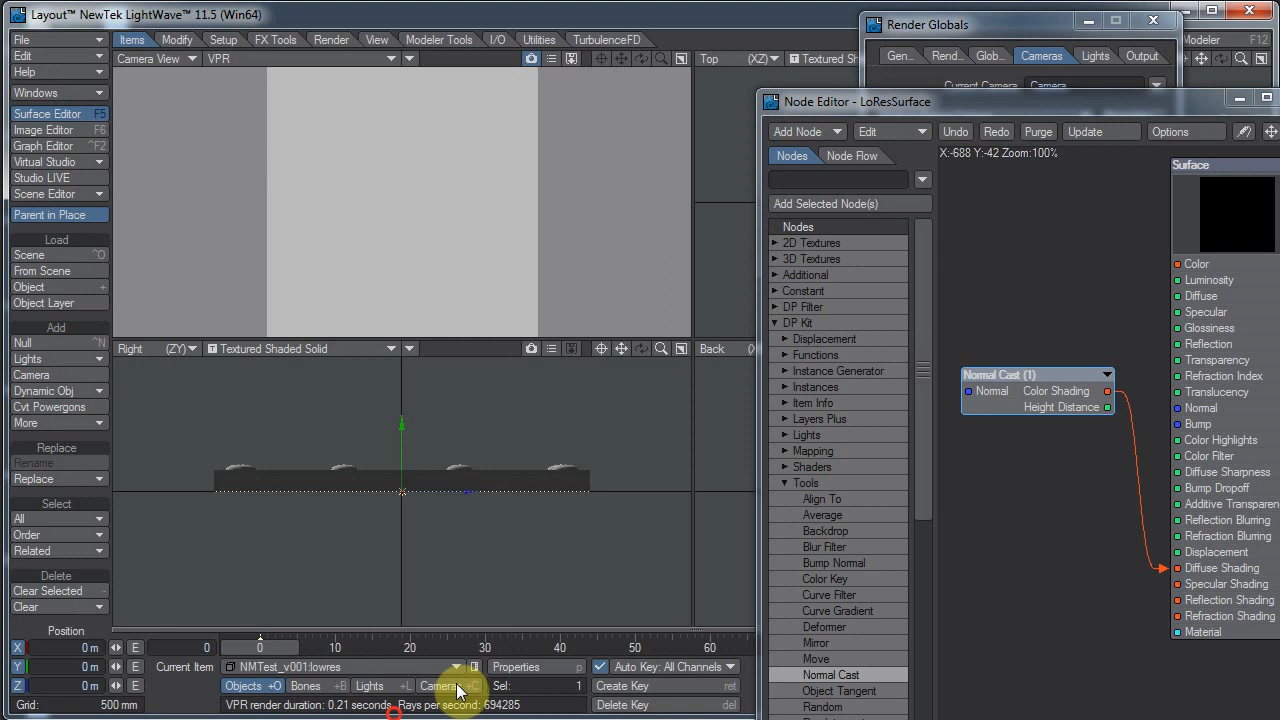 Layout™ NewTek LightWave™ 11.5 (Win64)
File
Edit
Help
Windows
Surface Editor F5
Image Editor F6
Graph Editor ^F2
Virtual Studio
Studio LIVE
Scene Editor
Parent in Place
Load
Scene ^O
From Scene
Object +
Object Layer
Add
Null ^N
Lights
Camera
Dynamic Obj
Cvt Powergons
More
Replace
Rename
Replace
Select
All
Order
Related
Delete
Clear Selected -
Clear
Position
X 0 m E
Y 0 m E
Z 0 m E
Grid: 500 mm
Items Modify Setup FX Tools Render View Modeler Tools I/O Utilities TurbulenceFD
Modeler F12
Camera View VPR
Top (XZ) Textured Sh
Right (ZY) Textured Shaded Solid
Back
0 0 10 20 30 40 50 60
Current Item NMTest_v001:lowres Properties p Auto Key: All Channels
Objects +O Bones +B Lights +L Camera +C Sel: 1 Create Key ret
VPR render duration: 0.21 seconds Rays per second: 694285 Delete Key del
Render Globals
Gen... Rend... Glob... Cameras Lights Output
Current Camera Camera
Node Editor - LoResSurface
Add Node Edit Undo Redo Purge Update Options
Nodes Node Flow
X:-688 Y:-42 Zoom:100%
Add Selected Node(s)
Nodes
2D Textures
3D Textures
Additional
Constant
DP Filter
DP Kit
Displacement
Functions
Instance Generator
Instances
Item Info
Layers Plus
Lights
Mapping
Shaders
Tools
Align To
Average
Backdrop
Blur Filter
Bump Normal
Color Key
Curve Filter
Curve Gradient
Deformer
Mirror
Move
Normal Cast
Object Tangent
Random
Normal Cast (1)
Normal Color Shading
Height Distance
Surface
Color
Luminosity
Diffuse
Specular
Glossiness
Reflection
Transparency
Refraction Index
Translucency
Normal
Bump
Color Highlights
Color Filter
Diffuse Sharpness
Bump Dropoff
Additive Transparen
Reflection Blurring
Refraction Blurring
Displacement
Diffuse Shading
Specular Shading
Reflection Shading
Refraction Shading
Material